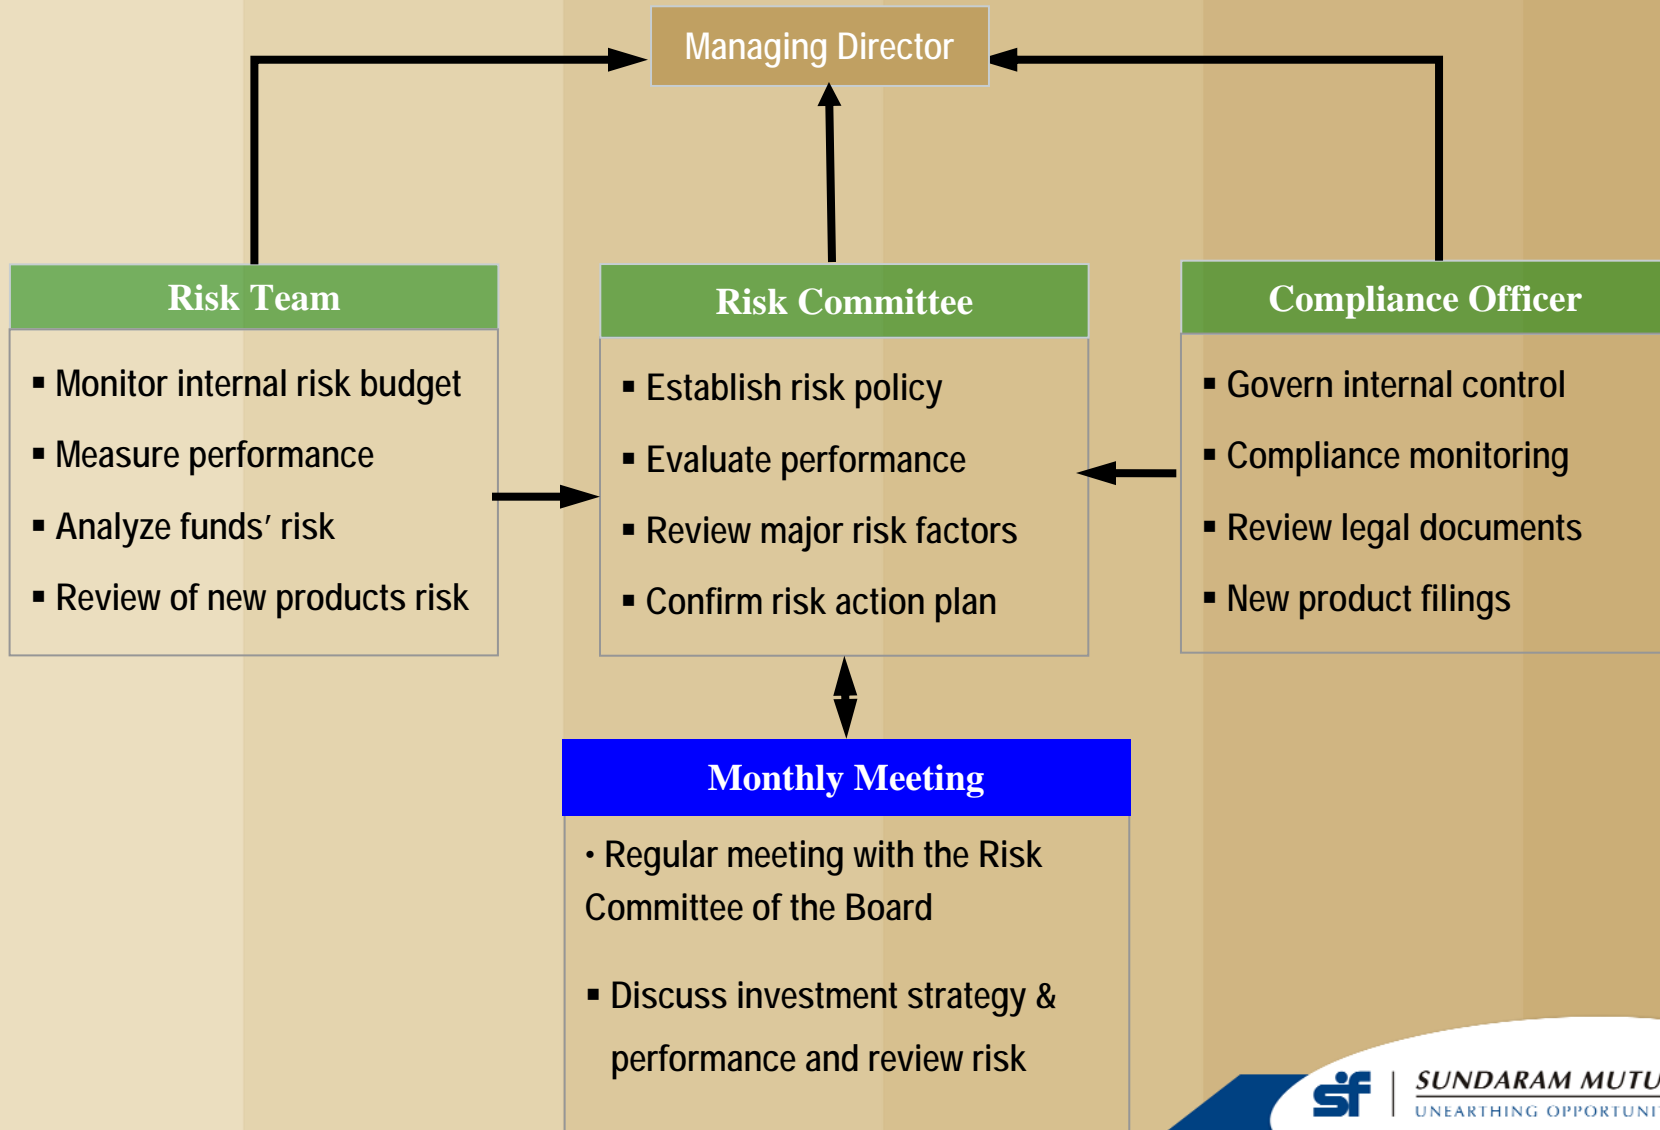 Managing Director
Risk Team
▪ Monitor internal risk budget
▪ Measure performance
▪ Analyze funds’ risk
▪ Review of new products risk
Risk Committee
▪ Establish risk policy
▪ Evaluate performance
▪ Review major risk factors
▪ Confirm risk action plan
Compliance Officer
▪ Govern internal control
▪ Compliance monitoring
▪ Review legal documents
▪ New product filings
Monthly Meeting
• Regular meeting with the Risk
Committee of the Board
▪ Discuss investment strategy &
performance and review risk
sf
SUNDARAM MUTU
UNEARTHING OPPORTUNIT